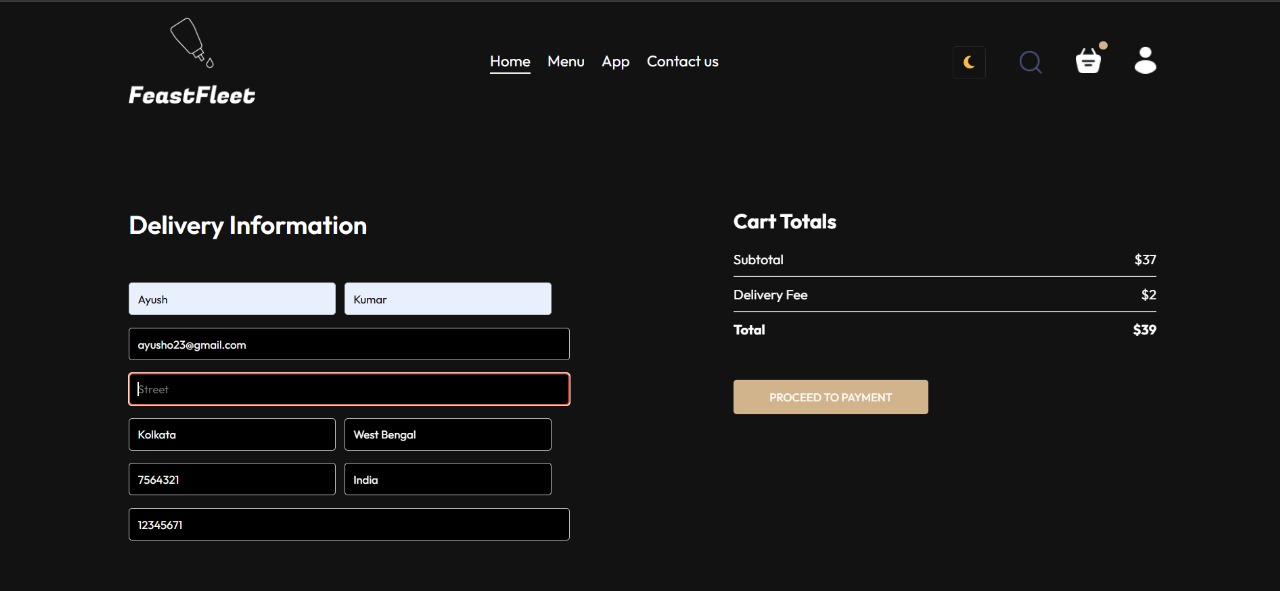 FeastFleet
Home Menu App Contact us
Delivery Information
Ayush Kumar
ayusho23@gmail.com
Street
Kolkata West Bengal
7564321 India
12345671
Cart Totals
Subtotal $37
Delivery Fee $2
Total $39
PROCEED TO PAYMENT